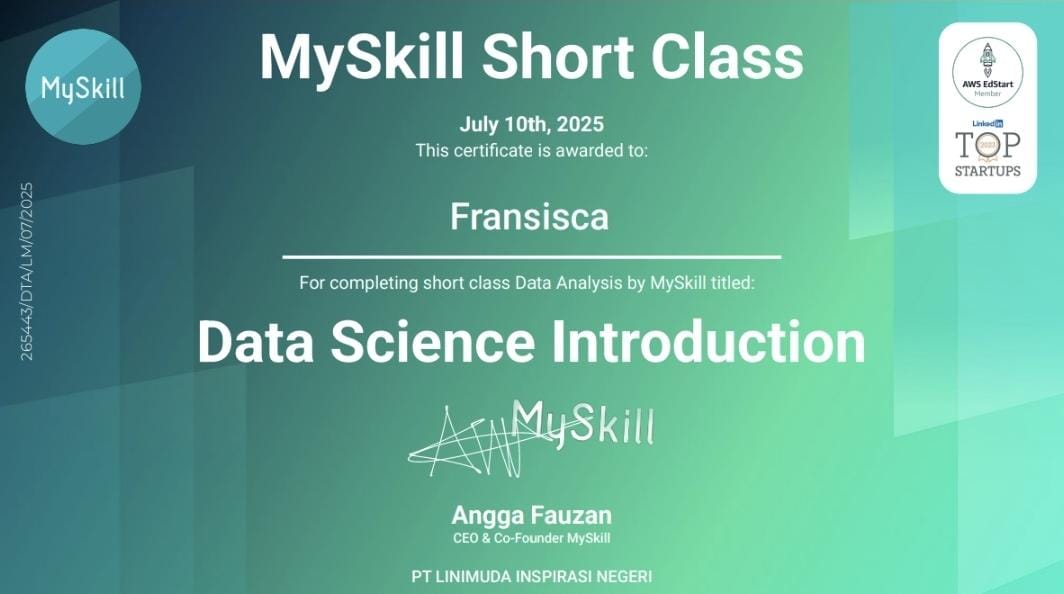 MySkill
MySkill Short Class
AWS EdStart
Member
LinkedIn
TOP
2022
STARTUPS
July 10th, 2025
This certificate is awarded to:
Fransisca
265443/DTA/LM/07/2025
For completing short class Data Analysis by MySkill titled:
Data Science Introduction
MySkill
Angga Fauzan
CEO & Co-Founder MySkill
PT LINIMUDA INSPIRASI NEGERI